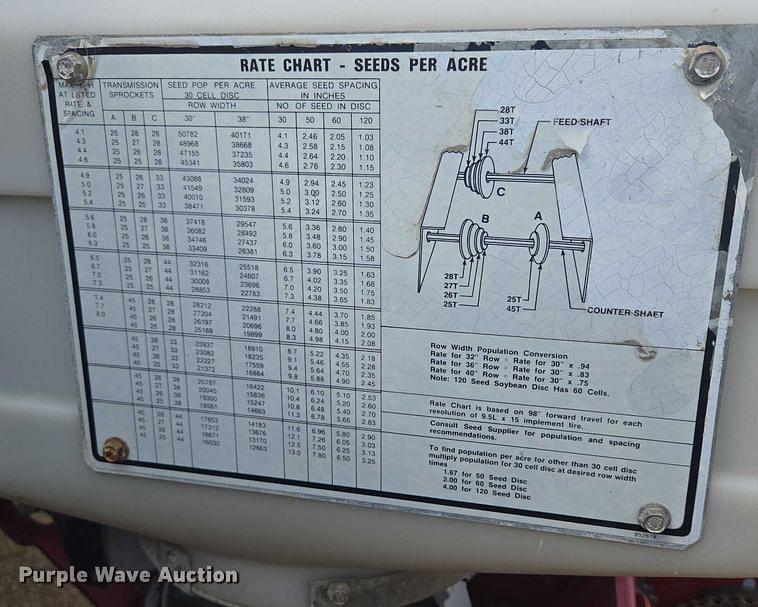 RATE CHART - SEEDS PER ACRE
MAX MPH TRANSMISSION SEED POP PER ACRE AVERAGE SEED SPACING
AT LISTED SPROCKETS 30 CELL DISC IN INCHES
RATE & ROW WIDTH NO. OF SEED IN DISC
SPACING A B C 30" 38" 30 50 60 120
4.1 25 28 28 50782 40171 4.1 2.46 2.05 1.03
4.3 25 27 28 48968 38668 4.3 2.58 2.15 1.08
4.4 25 26 28 47155 37235 4.4 2.64 2.20 1.10
4.6 25 25 28 45341 35803 4.6 2.76 2.30 1.15
4.9 25 28 33 43088 34024 4.9 2.94 2.45 1.23
5.0 25 27 33 41549 32809 5.0 3.00 2.50 1.25
5.2 25 26 33 40010 31593 5.2 3.12 2.60 1.30
5.4 25 25 33 38471 30378 5.4 3.24 2.70 1.35
5.6 25 28 38 37418 29547 5.6 3.36 2.80 1.40
5.8 25 27 38 36082 28492 5.8 3.48 2.90 1.45
6.0 25 26 38 34746 27437 6.0 3.60 3.00 1.50
6.3 25 25 38 33409 26381 6.3 3.78 3.15 1.58
6.5 25 28 44 32316 25518 6.5 3.90 3.25 1.63
6.7 25 27 44 31162 24607 6.7 4.02 3.35 1.68
7.0 25 26 44 30008 23696 7.0 4.20 3.50 1.75
7.3 25 25 44 28853 22783 7.3 4.38 3.65 1.83
7.4 45 28 28 28212 22288 7.4 4.44 3.70 1.85
7.7 45 27 28 27204 21491 7.7 4.66 3.85 1.93
8.0 45 26 28 26197 20696 8.0 4.80 4.00 2.00
45 25 28 25189 19899 8.3 4.98 4.15 2.08
45 28 33 23937 18910 8.7 5.22 4.35 2.18
45 27 33 23082 18235 9.1 5.46 4.55 2.28
45 26 33 22227 17559 9.4 5.64 4.70 2.35
45 25 33 21372 16884 9.8 5.88 4.90 2.45
45 28 38 20787 16422 10.1 6.10 5.10 2.53
45 27 38 20045 15836 10.4 6.24 5.20 2.60
45 26 38 19300 15247 10.8 6.48 5.40 2.70
45 25 38 18561 14663 11.3 6.78 5.65 2.83
45 28 44 17953 14183 11.6 6.96 5.80 2.90
45 27 44 17312 13676 12.1 7.26 6.05 3.03
45 26 44 16671 13170 12.5 7.50 6.25 3.13
45 25 44 16030 12663 13.0 7.80 6.50 3.25
28T
33T
38T
44T
FEED SHAFT
C
B
A
28T
27T
26T
25T
25T
45T
COUNTER SHAFT
Row Width Population Conversion
Rate for 32" Row = Rate for 30" x .94
Rate for 36" Row = Rate for 30" x .83
Rate for 40" Row = Rate for 30" x .75
Note: 120 Seed Soybean Disc Has 60 Cells.
Rate Chart is based on 98" forward travel for each
revolution of 9.5L x 15 implement tire.
Consult Seed Supplier for population and spacing
recommendations.
To find population per acre for other than 30 cell disc
multiply population for 30 cell disc at desired row width
times
1.67 for 50 Seed Disc
2.00 for 60 Seed Disc
4.00 for 120 Seed Disc
B52618
Purple Wave Auction